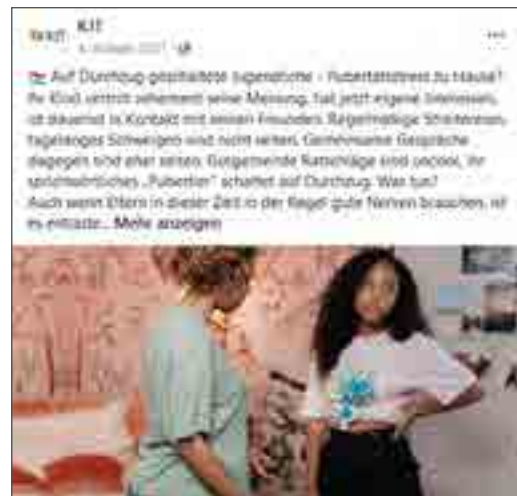 KIT
Auf Durchzug geschaltete Jugendliche - Pubertätsstress zu Hause?
Ihr Kind vertritt vehement seine Meinung, hat jetzt eigene Interessen,
ist dauernd in Kontakt mit seinen Freunden. Regelmäßige Streitereien,
tagelanges Schweigen sind nicht selten. Gemeinsame Gespräche
dagegen sind eher selten. Gutgemeinte Ratschläge sind uncool, Ihr
sprichwörtliches „Pubertier“ schaltet auf Durchzug. Was tun?
Auch wenn Eltern in dieser Zeit in der Regel gute Nerven brauchen, ist
es ... Mehr anzeigen